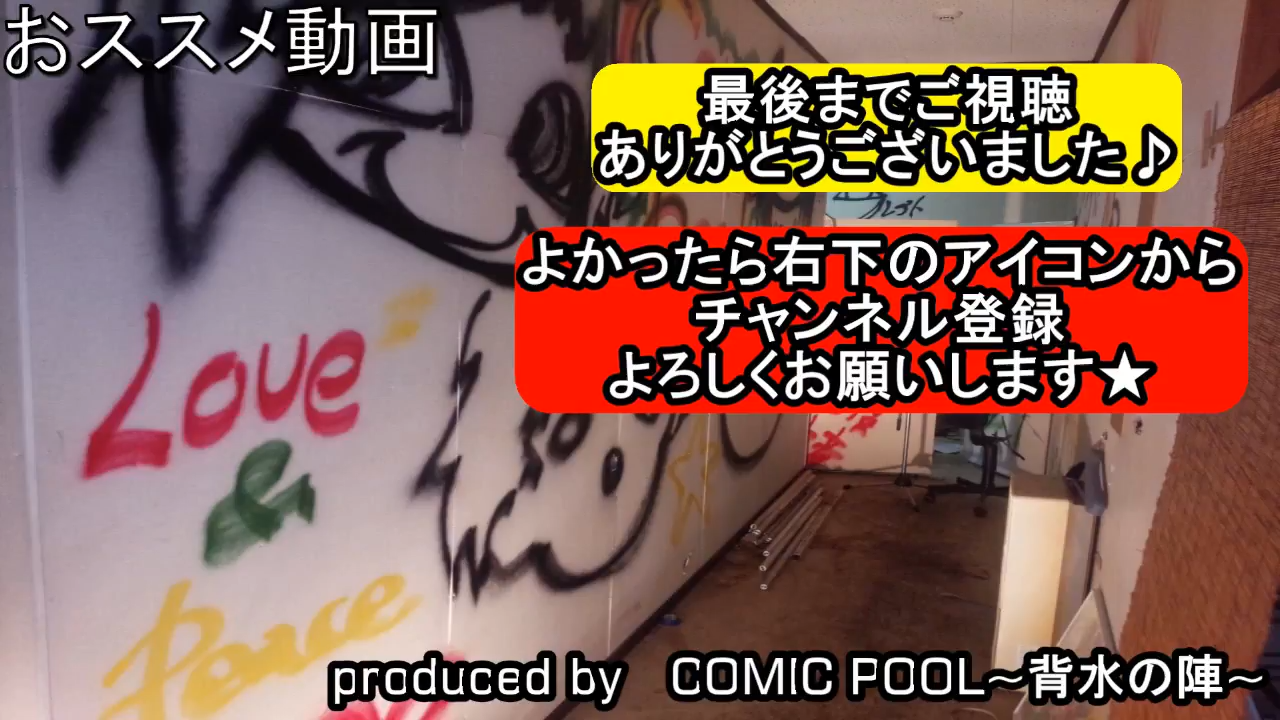 おススメ動画
最後までご視聴
ありがとうございました♪
よかったら右下のアイコンから
チャンネル登録
よろしくお願いします★
Love
&
Peace
produced by　COMIC POOL~背水の陣~